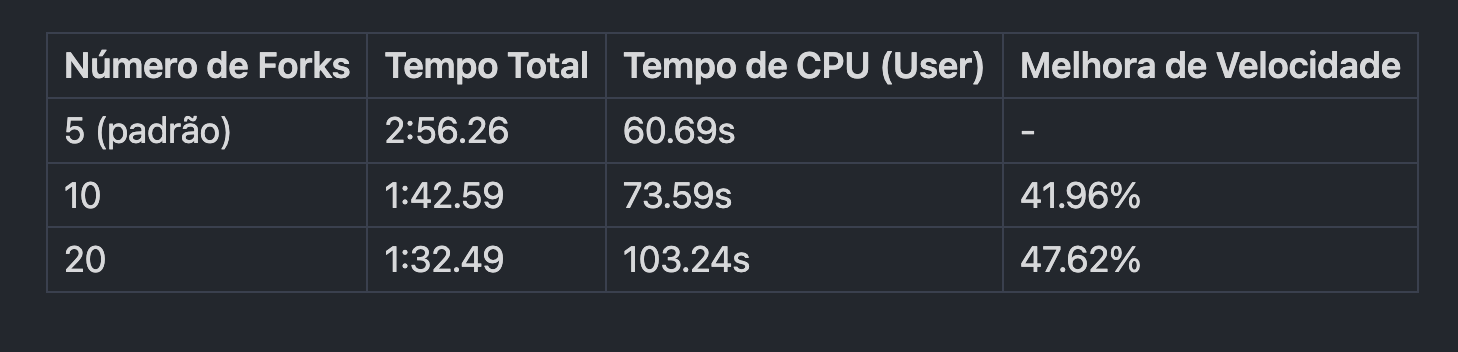 Número de Forks Tempo Total Tempo de CPU (User) Melhora de Velocidade
5 (padrão) 2:56.26 60.69s -
10 1:42.59 73.59s 41.96%
20 1:32.49 103.24s 47.62%